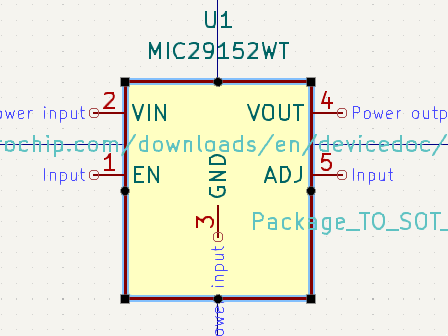 U1
MIC29152WT
2
4
ower input
VIN
VOUT
Power outp
rochip.com/downloads/en/devicedoc/
1
5
Input
EN
GND
ADJ
Input
3
Package_TO_SOT_
ower input